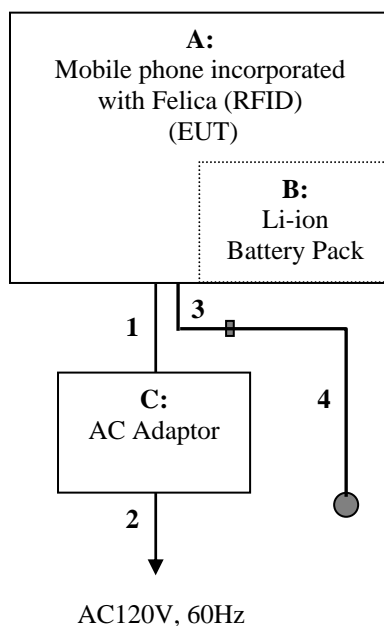 A:
Mobile phone incorporated
with Felica (RFID)
(EUT)
B:
Li-ion
Battery Pack
1
3
4
C:
AC Adaptor
2
AC120V, 60Hz